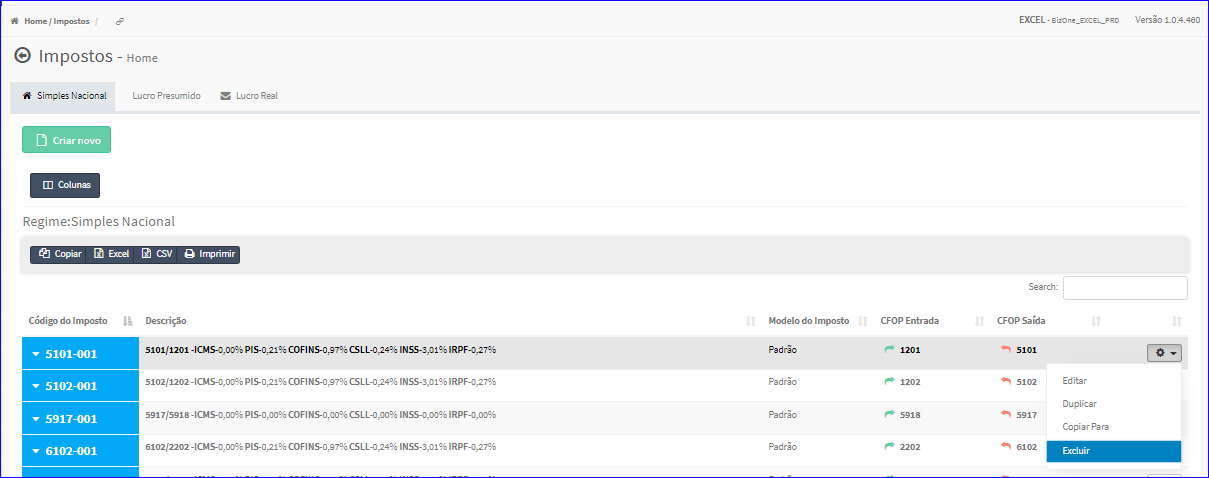 Home / Impostos /
EXCEL - BizOne_EXCEL_PRD Versão 1.0.4.460
Impostos - Home
Simples Nacional Lucro Presumido Lucro Real
Criar novo
Colunas
Regime:Simples Nacional
Copiar Excel CSV Imprimir
Search:
Código do Imposto Descrição Modelo do Imposto CFOP Entrada CFOP Saída
5101-001 5101/1201 -ICMS-0,00% PIS-0,21% COFINS-0,97% CSLL-0,24% INSS-3,01% IRPF-0,27% Padrão 1201 5101
5102-001 5102/1202 -ICMS-0,00% PIS-0,21% COFINS-0,97% CSLL-0,24% INSS-3,01% IRPF-0,27% Padrão 1202 5102
Editar
Duplicar
5917-001 5917/5918 -ICMS-0,00% PIS-0,00% COFINS-0,00% CSLL-0,00% INSS-0,00% IRPF-0,00% Padrão 5918 5917
Copiar Para
6102-001 6102/2202 -ICMS-0,00% PIS-0,21% COFINS-0,97% CSLL-0,24% INSS-3,01% IRPF-0,27% Padrão 2202 6102
Excluir